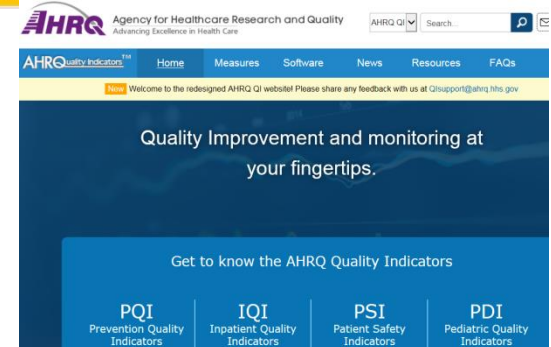 AHRQ
Agency for Healthcare Research and Quality
Advancing Excellence in Health Care
AHRQ QI
Search...
AHRQuality Indicators™
Home Measures Software News Resources FAQs
New Welcome to the redesigned AHRQ QI website! Please share any feedback with us at QIsupport@ahrq.hhs.gov
Quality Improvement and monitoring at
your fingertips.
Get to know the AHRQ Quality Indicators
PQI IQI PSI PDI
Prevention Quality Inpatient Quality Patient Safety Pediatric Quality
Indicators Indicators Indicators Indicators